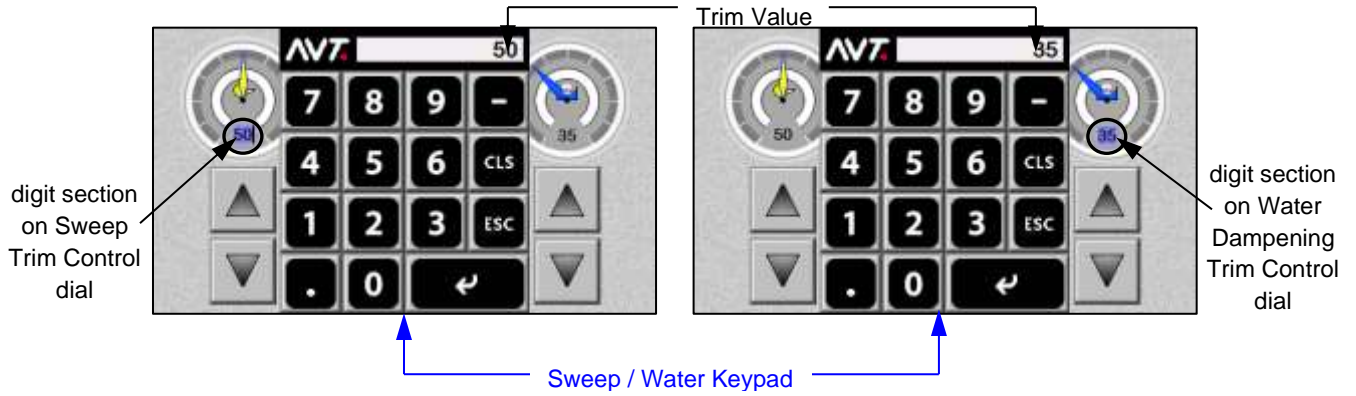 Trim Value
AVT.
50
7 8 9 -
4 5 6 CLS
1 2 3 ESC
. 0
50
35
AVT.
35
7 8 9 -
4 5 6 CLS
1 2 3 ESC
. 0
50
35
digit section
on Sweep
Trim Control
dial
digit section
on Water
Dampening
Trim Control
dial
Sweep / Water Keypad